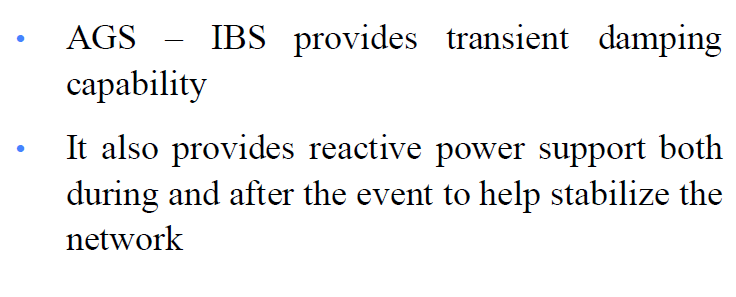 • AGS – IBS provides transient damping
capability
• It also provides reactive power support both
during and after the event to help stabilize the
network